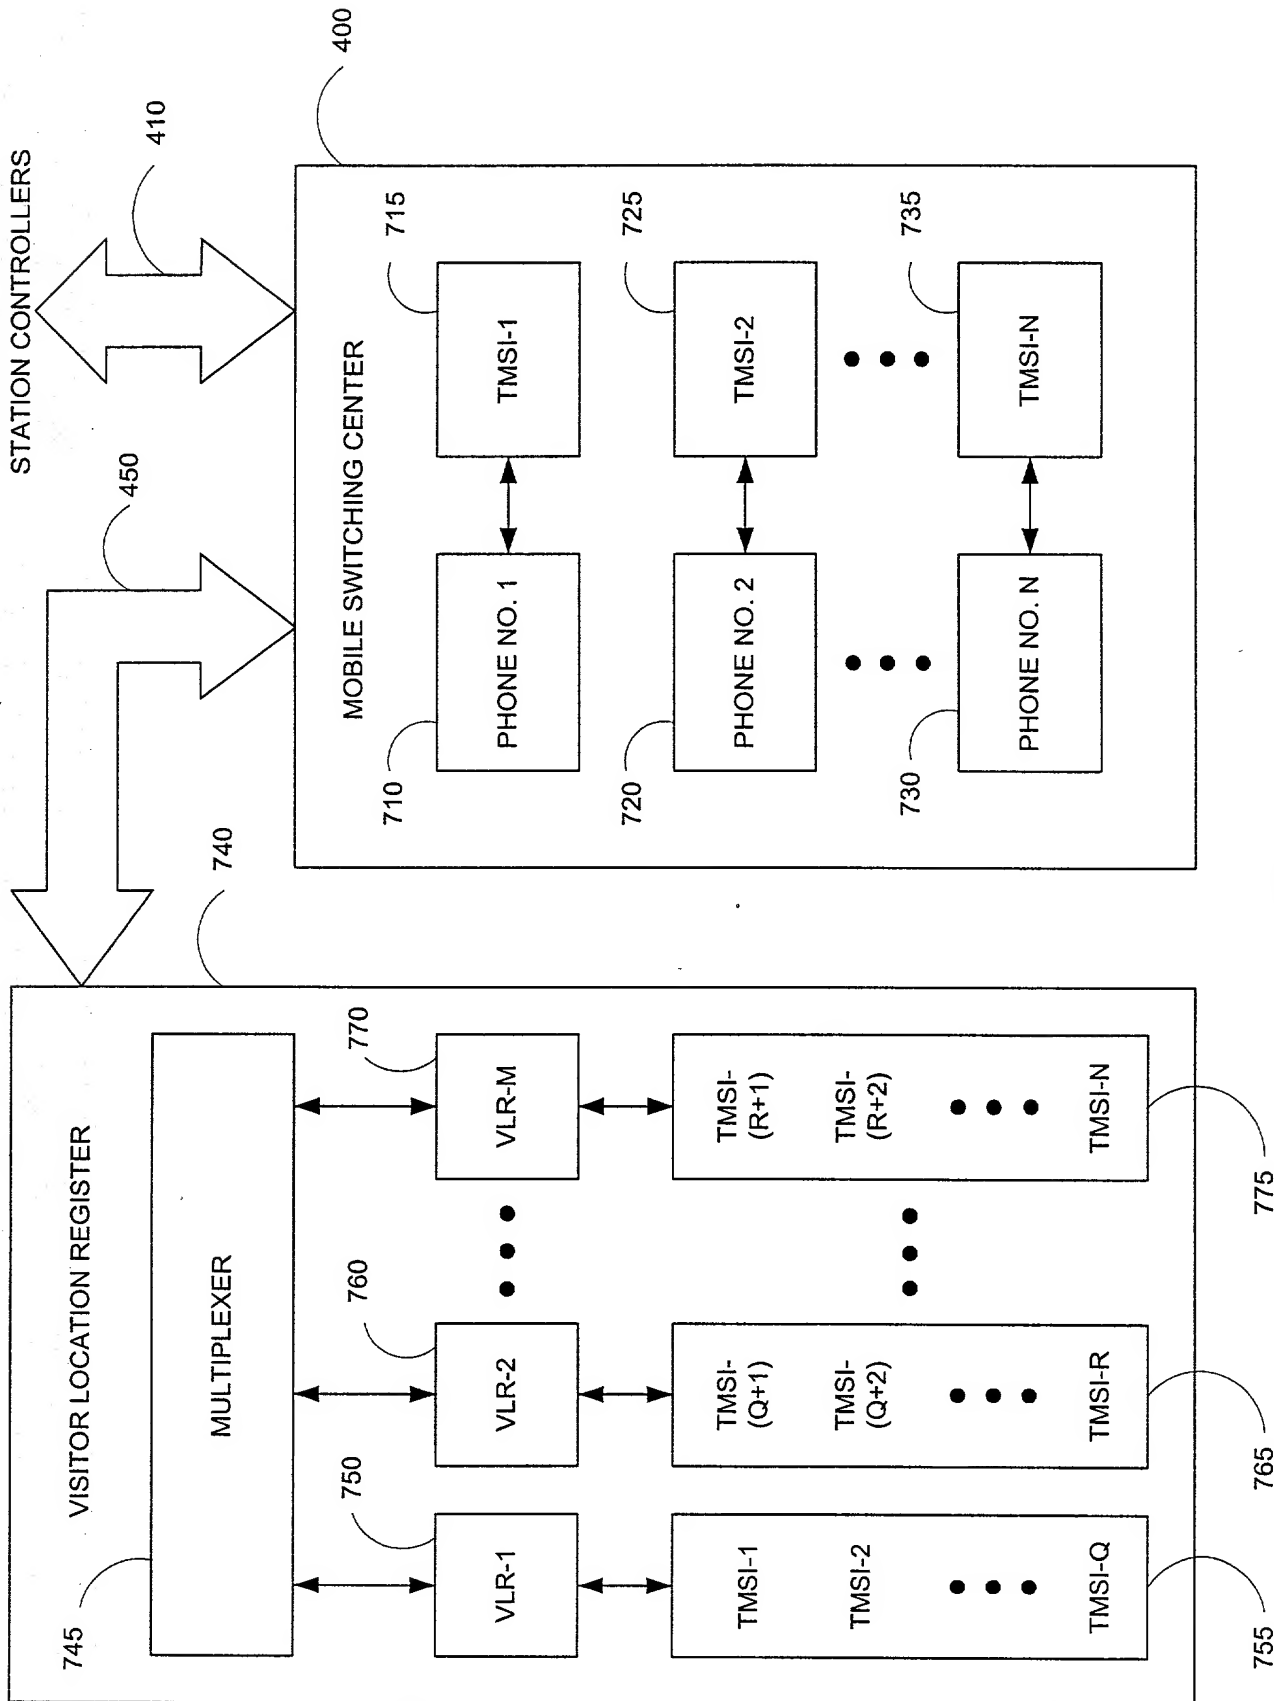 STATION CONTROLLERS
410
400
450
MOBILE SWITCHING CENTER
710
PHONE NO. 1
TMSI-1
715
720
PHONE NO. 2
TMSI-2
725
730
PHONE NO. N
TMSI-N
735
740
VISITOR LOCATION REGISTER
745
MULTIPLEXER
750
VLR-1
760
VLR-2
770
VLR-M
TMSI-1
TMSI-2
TMSI-Q
755
TMSI-
(Q+1)
TMSI-
(Q+2)
TMSI-R
765
TMSI-
(R+1)
TMSI-
(R+2)
TMSI-N
775